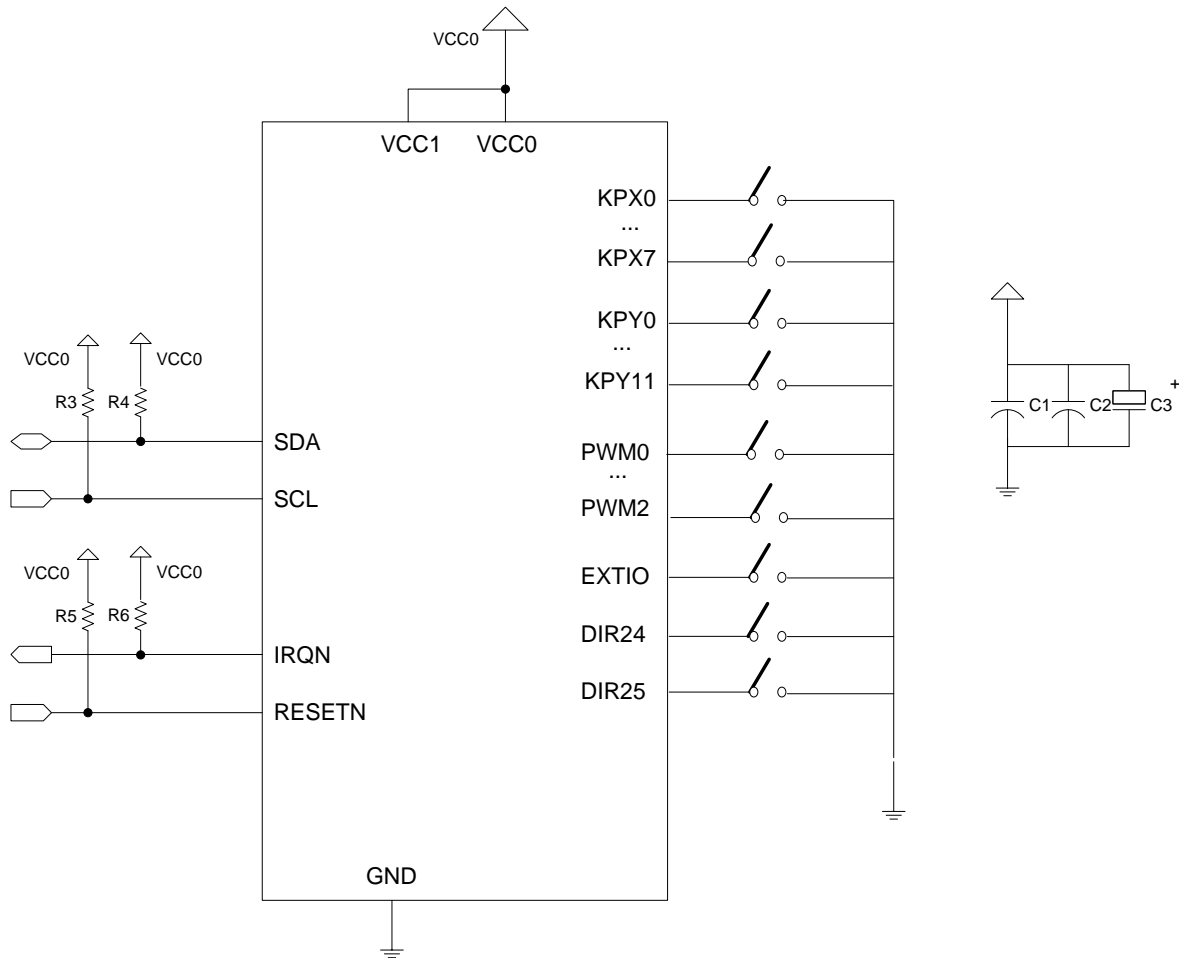 VCC0
VCC1 VCC0
KPX0
...
KPX7
KPY0
...
KPY11
VCC0 VCC0
R3 R4
SDA
SCL
PWM0
...
PWM2
VCC0 VCC0
R5 R6
EXTIO
DIR24
IRQN
DIR25
RESETN
GND
+
C1 C2 C3